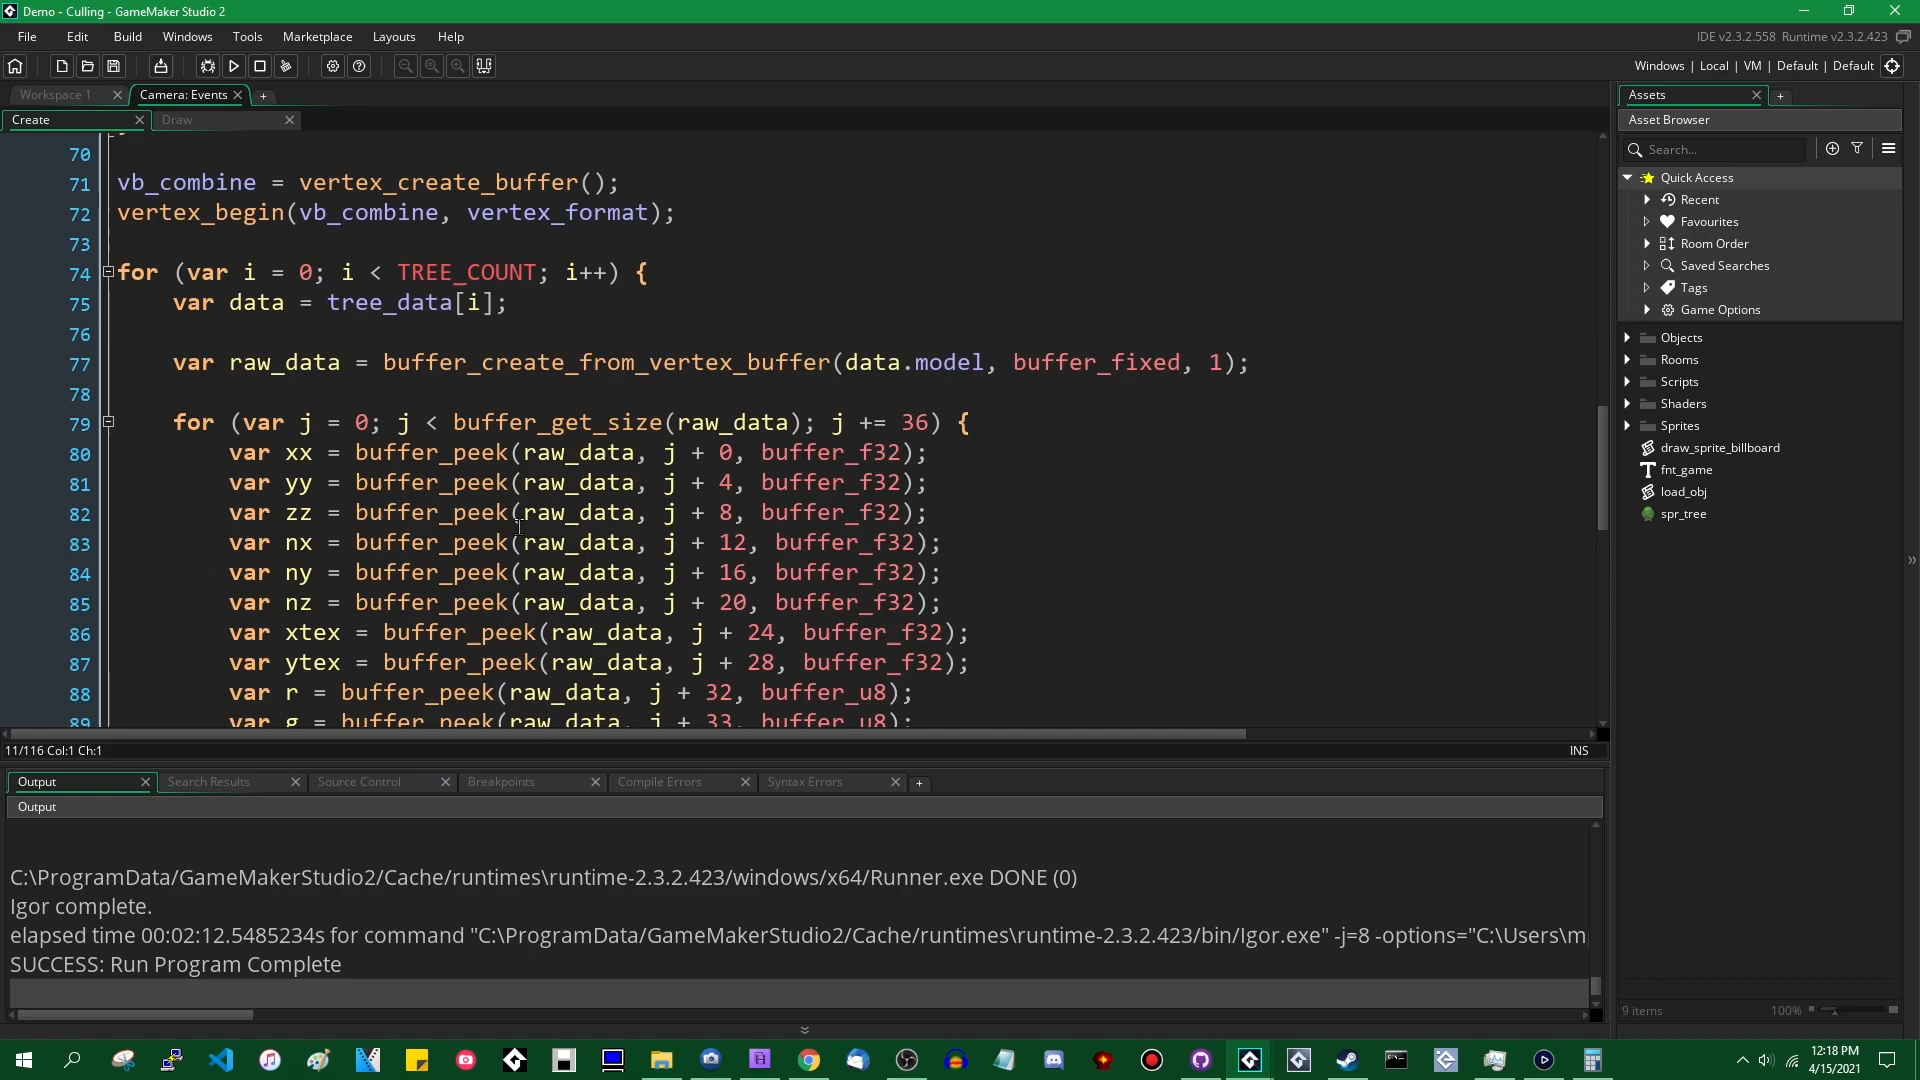 Demo - Culling - GameMaker Studio 2
File Edit Build Windows Tools Marketplace Layouts Help
IDE v2.3.2.558 Runtime v2.3.2.423
Windows | Local | VM | Default | Default
Workspace 1
Camera: Events
Create
Draw
70
71 vb_combine = vertex_create_buffer();
72 vertex_begin(vb_combine, vertex_format);
73
74 for (var i = 0; i < TREE_COUNT; i++) {
75 var data = tree_data[i];
76
77 var raw_data = buffer_create_from_vertex_buffer(data.model, buffer_fixed, 1);
78
79 for (var j = 0; j < buffer_get_size(raw_data); j += 36) {
80 var xx = buffer_peek(raw_data, j + 0, buffer_f32);
81 var yy = buffer_peek(raw_data, j + 4, buffer_f32);
82 var zz = buffer_peek(raw_data, j + 8, buffer_f32);
83 var nx = buffer_peek(raw_data, j + 12, buffer_f32);
84 var ny = buffer_peek(raw_data, j + 16, buffer_f32);
85 var nz = buffer_peek(raw_data, j + 20, buffer_f32);
86 var xtex = buffer_peek(raw_data, j + 24, buffer_f32);
87 var ytex = buffer_peek(raw_data, j + 28, buffer_f32);
88 var r = buffer_peek(raw_data, j + 32, buffer_u8);
89 var g = buffer_peek(raw_data, j + 33, buffer_u8);
11/116 Col:1 Ch:1
INS
Output
Search Results
Source Control
Breakpoints
Compile Errors
Syntax Errors
Output
C:\ProgramData/GameMakerStudio2/Cache/runtimes\runtime-2.3.2.423/windows/x64/Runner.exe DONE (0)
Igor complete.
elapsed time 00:02:12.5485234s for command "C:\ProgramData/GameMakerStudio2/Cache/runtimes\runtime-2.3.2.423/bin/Igor.exe" -j=8 -options="C:\Users\m
SUCCESS: Run Program Complete
Assets
Asset Browser
Search...
Quick Access
Recent
Favourites
Room Order
Saved Searches
Tags
Game Options
Objects
Rooms
Scripts
Shaders
Sprites
draw_sprite_billboard
fnt_game
load_obj
spr_tree
9 items
100%
12:18 PM
4/15/2021